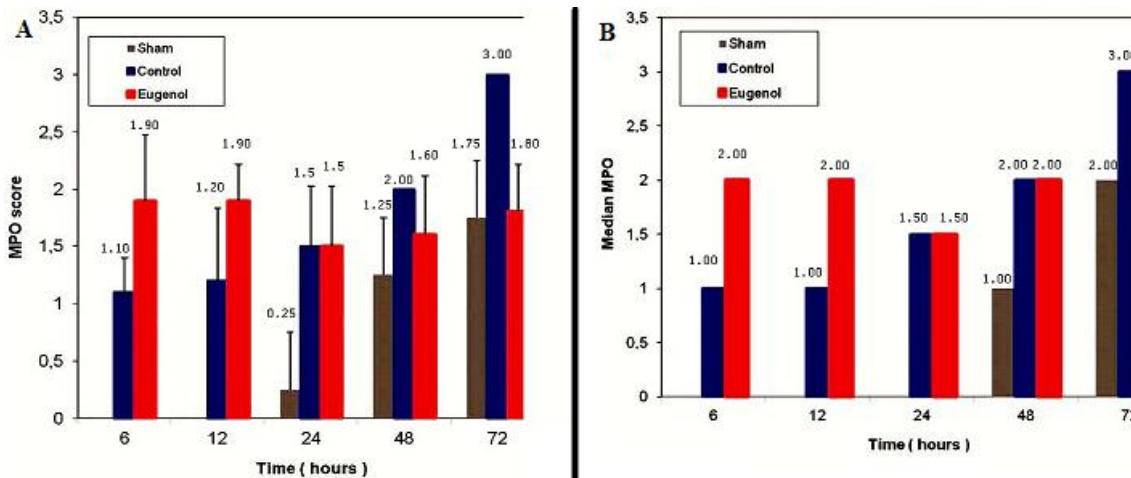 A
3,5
3
2,5
2
1,5
1
0,5
0
MPO score
Sham
Control
Eugenol
1.10
1.90
1.20
1.90
0.25
1.5
1.5
1.25
2.00
1.60
1.75
3.00
1.80
6 12 24 48 72
Time ( hours )
B
3.5
3
2.5
2
1.5
1
0.5
0
Median MPO
Sham
Control
Eugenol
1.00
2.00
1.00
2.00
1.50
1.50
1.00
2.00
2.00
2.00
6 12 24 48
Time ( hours )